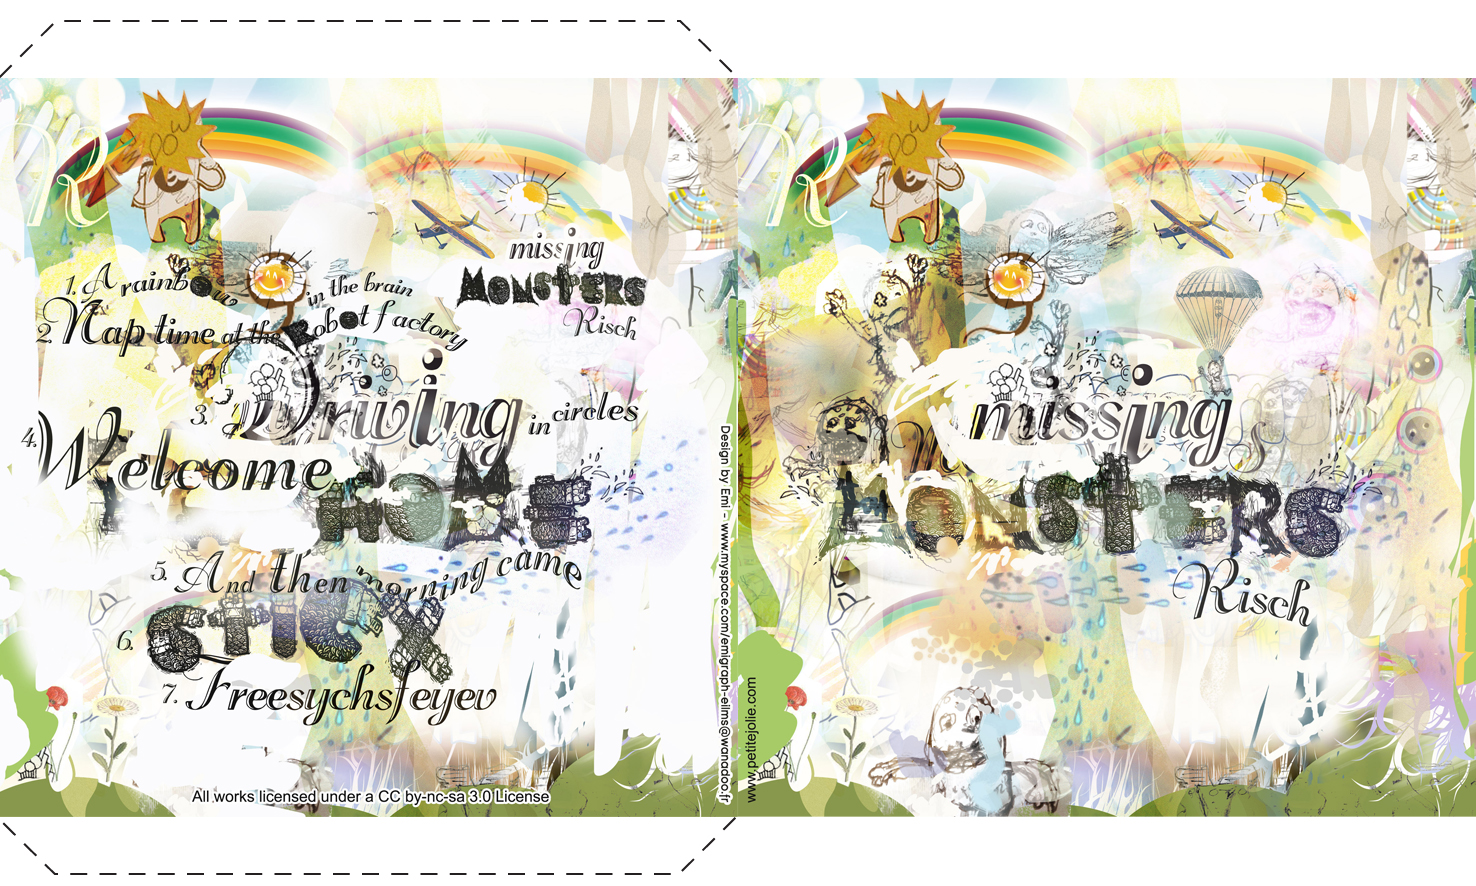 missing
MONSTERS
Risch
1. A rainbow in the brain
2. Nap time at the Robot factory
3. Driving in circles
4. Welcome HOME
5. And then morning came
6. STICX
7. Freesychsfeyev
All works licensed under a CC by-nc-sa 3.0 License
Design by Emi - www.myspace.com/emigraph-ellms@wanadoo.fr
www.petitejolie.com
missing
MONSTERS
Risch